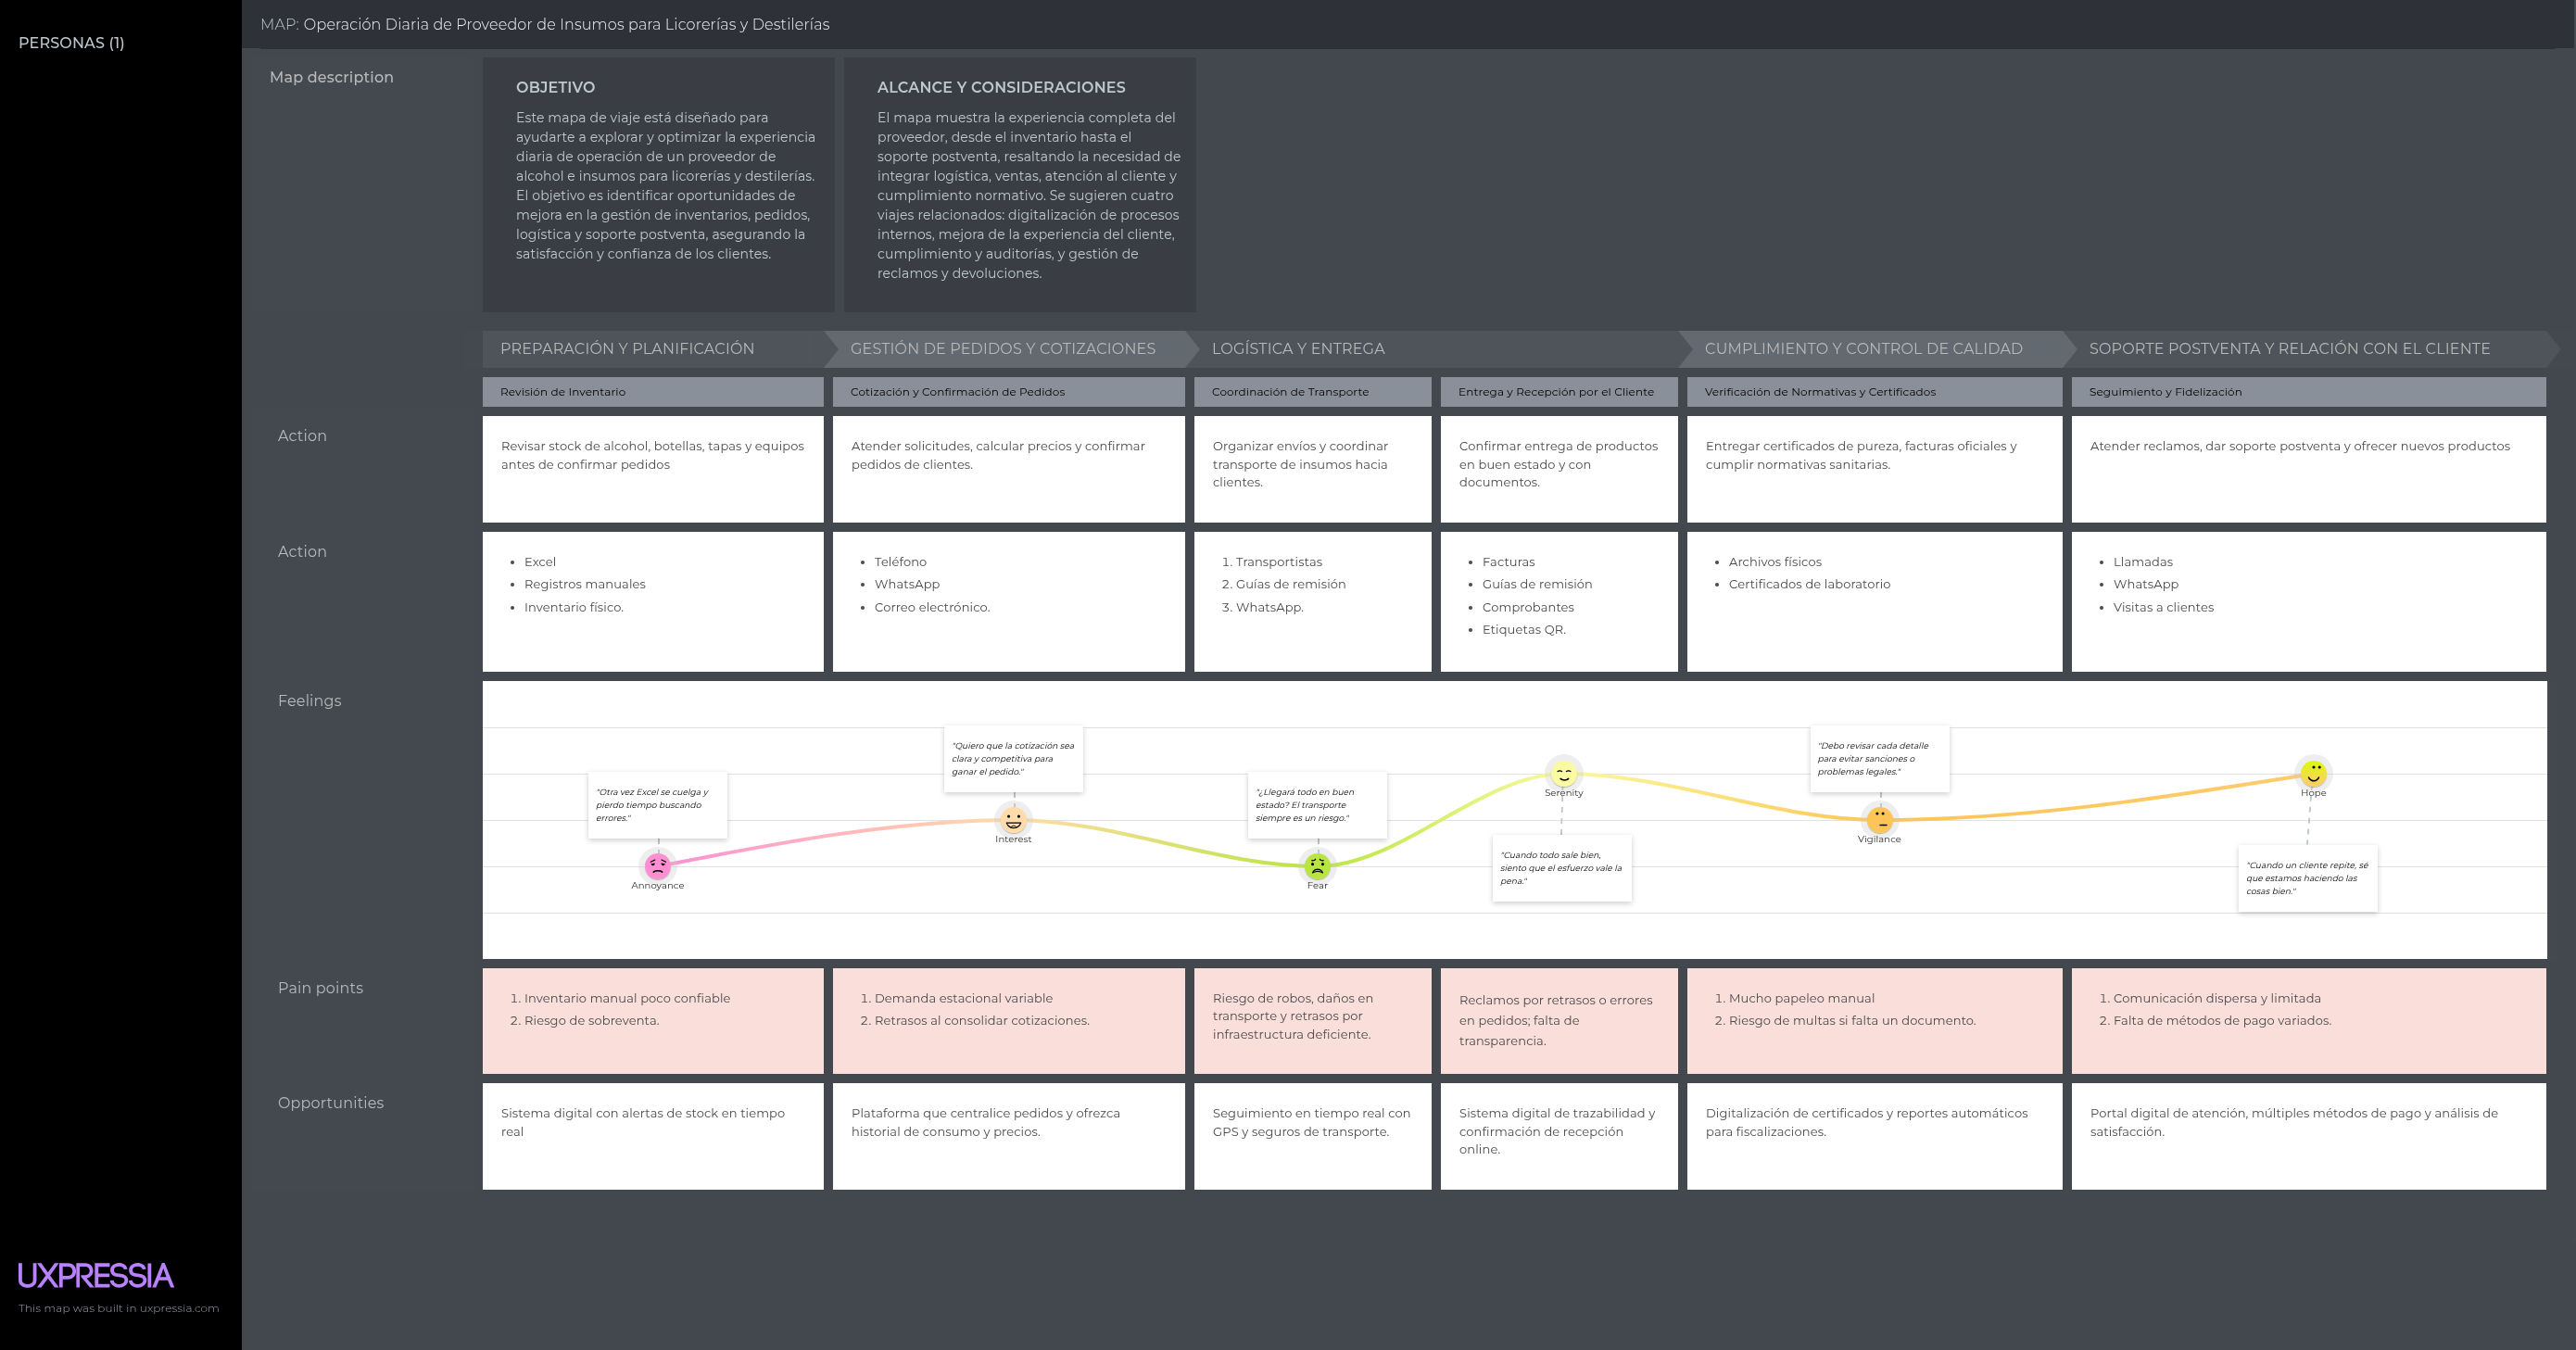 PERSONAS (1)
MAP: Operación Diaria de Proveedor de Insumos para Licorerías y Destilerías
Map description
OBJETIVO
Este mapa de viaje está diseñado para
ayudarte a explorar y optimizar la experiencia
diaria de operación de un proveedor de
alcohol e insumos para licorerías y destilerías.
El objetivo es identificar oportunidades de
mejora en la gestión de inventarios, pedidos,
logística y soporte postventa, asegurando la
satisfacción y confianza de los clientes.
ALCANCE Y CONSIDERACIONES
El mapa muestra la experiencia completa del
proveedor, desde el inventario hasta el
soporte postventa, resaltando la necesidad de
integrar logística, ventas, atención al cliente y
cumplimiento normativo. Se sugieren cuatro
viajes relacionados: digitalización de procesos
internos, mejora de la experiencia del cliente,
cumplimiento y auditorías, y gestión de
reclamos y devoluciones.
PREPARACIÓN Y PLANIFICACIÓN
GESTIÓN DE PEDIDOS Y COTIZACIONES
LOGÍSTICA Y ENTREGA
CUMPLIMIENTO Y CONTROL DE CALIDAD
SOPORTE POSTVENTA Y RELACIÓN CON EL CLIENTE
Revisión de Inventario
Cotización y Confirmación de Pedidos
Coordinación de Transporte
Entrega y Recepción por el Cliente
Verificación de Normativas y Certificados
Seguimiento y Fidelización
Action
Revisar stock de alcohol, botellas, tapas y equipos
antes de confirmar pedidos
Atender solicitudes, calcular precios y confirmar
pedidos de clientes.
Organizar envíos y coordinar
transporte de insumos hacia
clientes.
Confirmar entrega de productos
en buen estado y con
documentos.
Entregar certificados de pureza, facturas oficiales y
cumplir normativas sanitarias.
Atender reclamos, dar soporte postventa y ofrecer nuevos productos
Action
• Excel
• Registros manuales
• Inventario físico.
• Teléfono
• WhatsApp
• Correo electrónico.
1. Transportistas
2. Guías de remisión
3. WhatsApp.
• Facturas
• Guías de remisión
• Comprobantes
• Etiquetas QR.
• Archivos físicos
• Certificados de laboratorio
• Llamadas
• WhatsApp
• Visitas a clientes
Feelings
"Otra vez Excel se cuelga y
pierdo tiempo buscando
errores."
Annoyance
"Quiero que la cotización sea
clara y competitiva para
ganar el pedido."
Interest
"¿Llegará todo en buen
estado? El transporte
siempre es un riesgo."
Fear
Serenity
"Cuando todo sale bien,
siento que el esfuerzo vale la
pena."
"Debo revisar cada detalle
para evitar sanciones o
problemas legales."
Vigilance
Hope
"Cuando un cliente repite, sé
que estamos haciendo las
cosas bien."
Pain points
1. Inventario manual poco confiable
2. Riesgo de sobreventa.
1. Demanda estacional variable
2. Retrasos al consolidar cotizaciones.
Riesgo de robos, daños en
transporte y retrasos por
infraestructura deficiente.
Reclamos por retrasos o errores
en pedidos; falta de
transparencia.
1. Mucho papeleo manual
2. Riesgo de multas si falta un documento.
1. Comunicación dispersa y limitada
2. Falta de métodos de pago variados.
Opportunities
Sistema digital con alertas de stock en tiempo
real
Plataforma que centralice pedidos y ofrezca
historial de consumo y precios.
Seguimiento en tiempo real con
GPS y seguros de transporte.
Sistema digital de trazabilidad y
confirmación de recepción
online.
Digitalización de certificados y reportes automáticos
para fiscalizaciones.
Portal digital de atención, múltiples métodos de pago y análisis de
satisfacción.
UXPRESSIA
This map was built in uxpressia.com